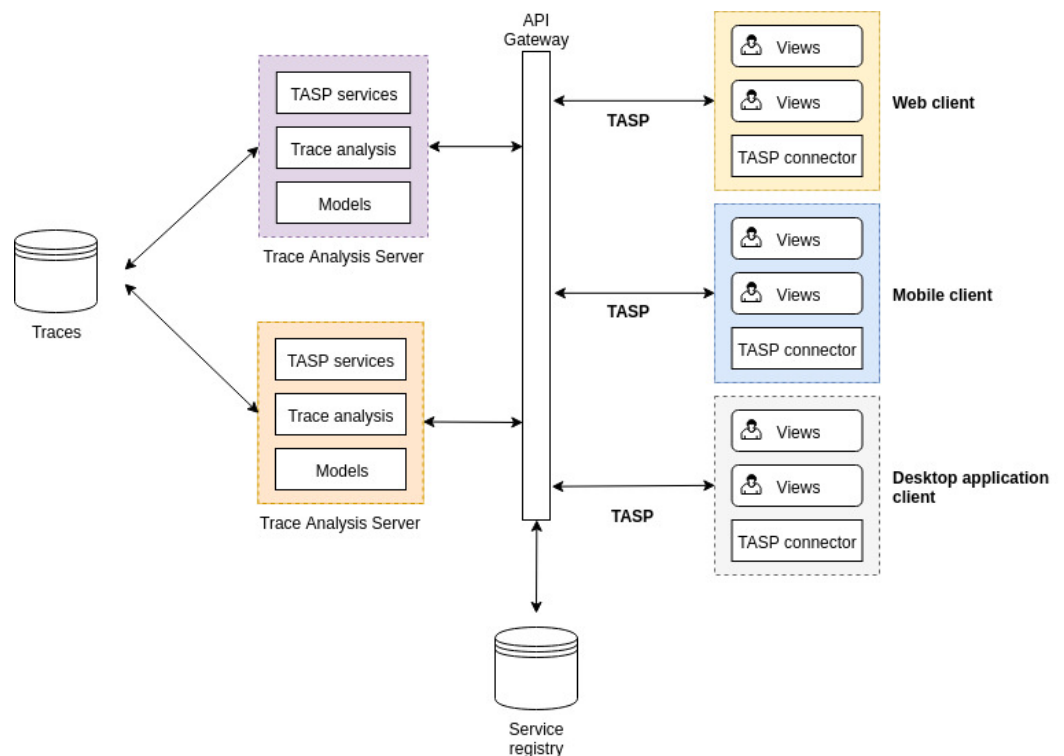 API
Gateway
TASP services
Trace analysis
Models
Trace Analysis Server
Traces
TASP services
Trace analysis
Models
Trace Analysis Server
TASP
TASP
TASP
Views
Views
TASP connector
Web client
Views
Views
TASP connector
Mobile client
Views
Views
TASP connector
Desktop application
client
Service
registry